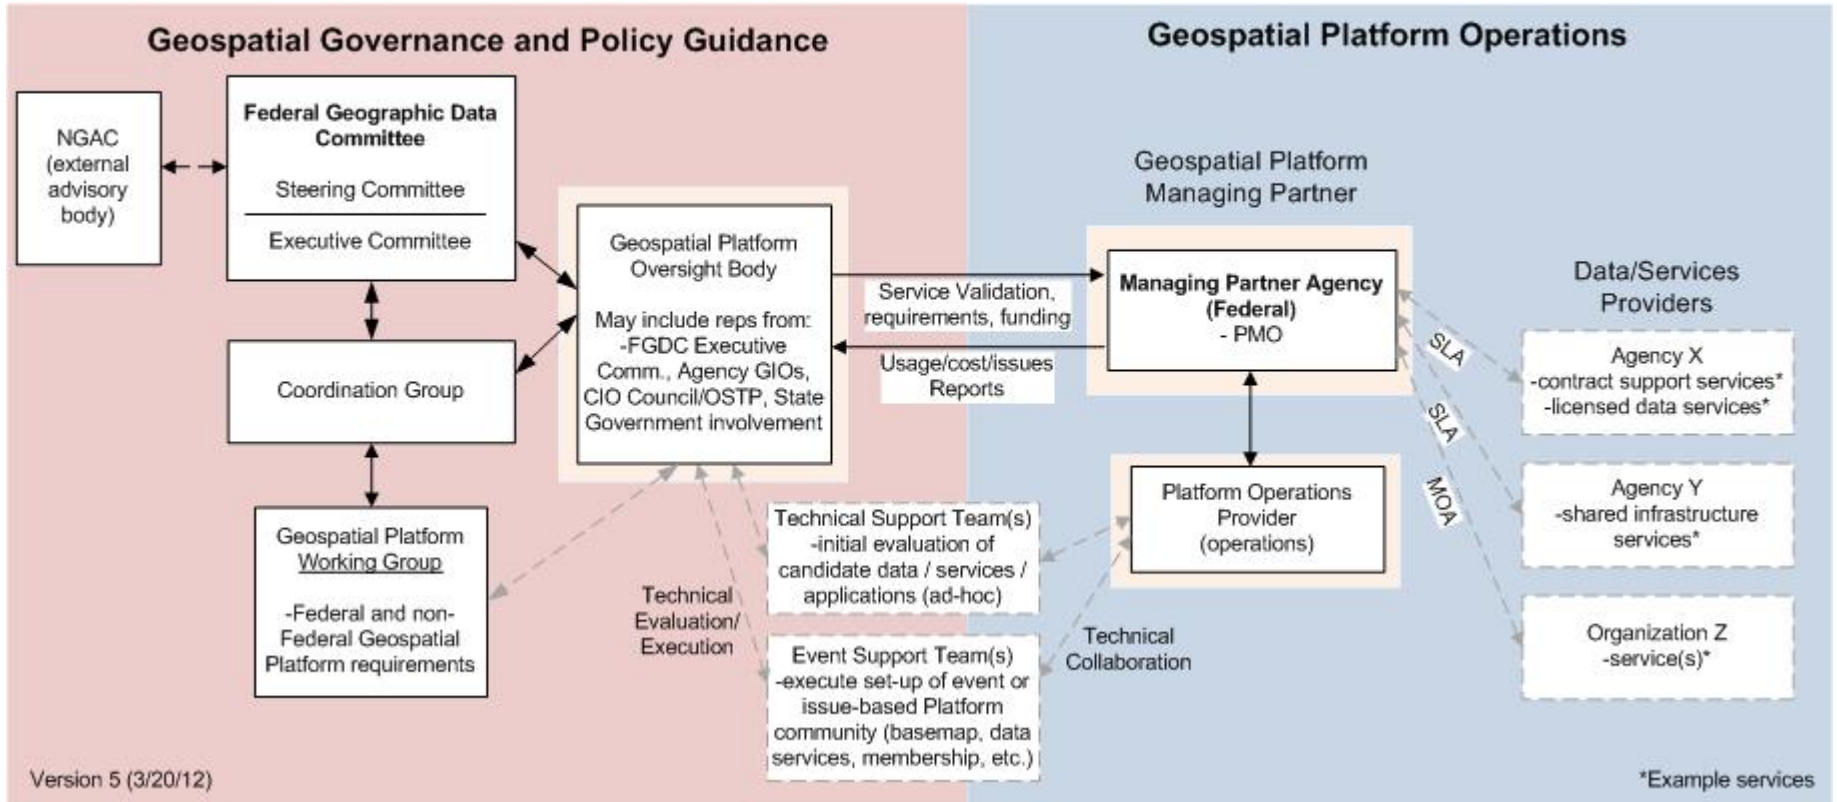 Geospatial Governance and Policy Guidance
Geospatial Platform Operations
NGAC
(external
advisory
body)
Federal Geographic Data
Committee
Steering Committee
Executive Committee
Coordination Group
Geospatial Platform
Working Group
-Federal and non-
Federal Geospatial
Platform requirements
Geospatial Platform
Oversight Body
May include reps from:
-FGDC Executive
Comm., Agency GIOs,
CIO Council/OSTP, State
Government involvement
Service Validation,
requirements, funding
Usage/cost/issues
Reports
Technical
Evaluation/
Execution
Technical Support Team(s)
-initial evaluation of
candidate data / services /
applications (ad-hoc)
Event Support Team(s)
-execute set-up of event or
issue-based Platform
community (basemap, data
services, membership, etc.)
Technical
Collaboration
Geospatial Platform
Managing Partner
Managing Partner Agency
(Federal)
- PMO
Platform Operations
Provider
(operations)
SLA
SLA
MOA
Data/Services
Providers
Agency X
-contract support services*
-licensed data services*
Agency Y
-shared infrastructure
services*
Organization Z
-service(s)*
Version 5 (3/20/12)
*Example services